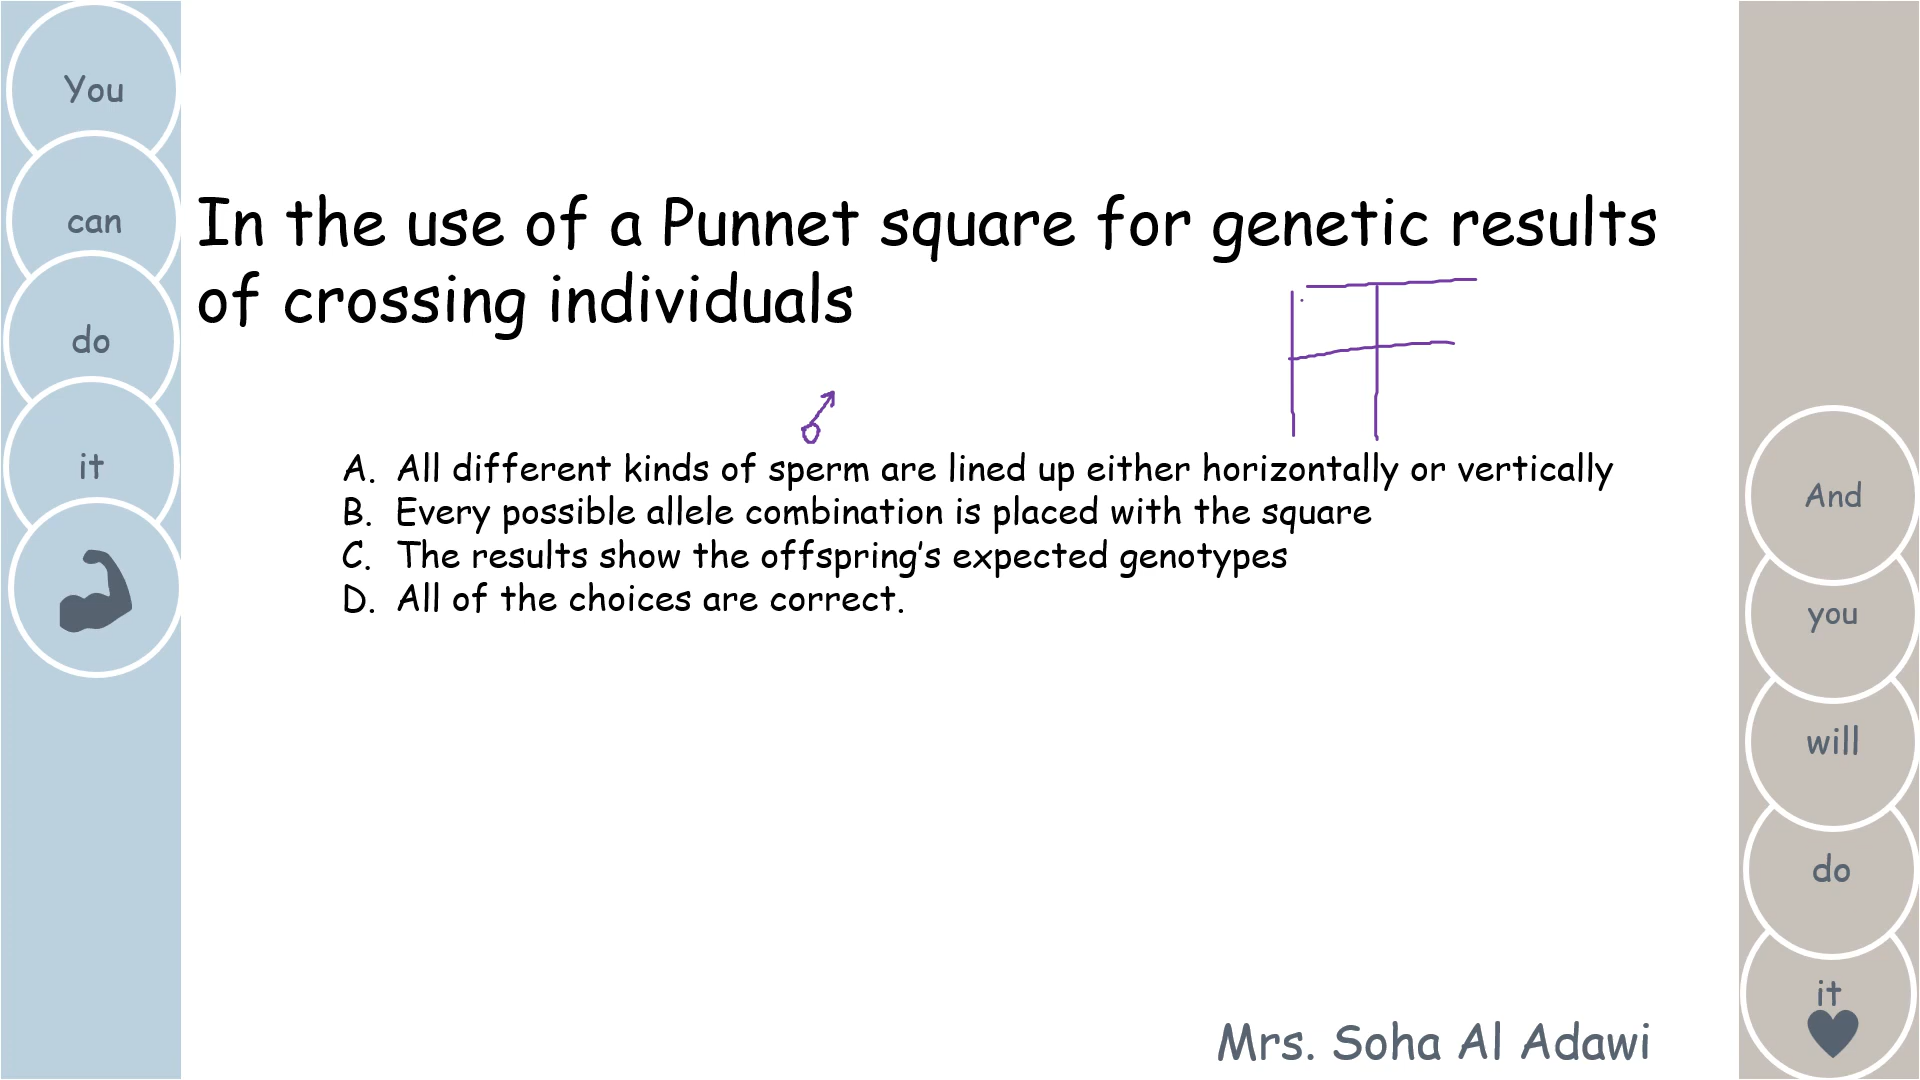 You
can
do
it
In the use of a Punnet square for genetic results
of crossing individuals
A. All different kinds of sperm are lined up either horizontally or vertically
B. Every possible allele combination is placed with the square
C. The results show the offspring's expected genotypes
D. All of the choices are correct.
And
you
will
do
it
Mrs. Soha Al Adawi